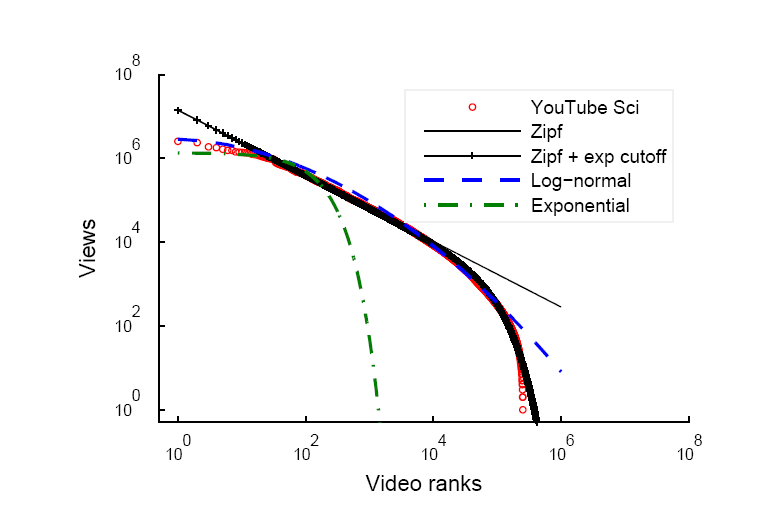 10^8
10^6
10^4
10^2
10^0
Views
YouTube Sci
Zipf
Zipf + exp cutoff
Log−normal
Exponential
10^0 10^2 10^4 10^6 10^8
Video ranks